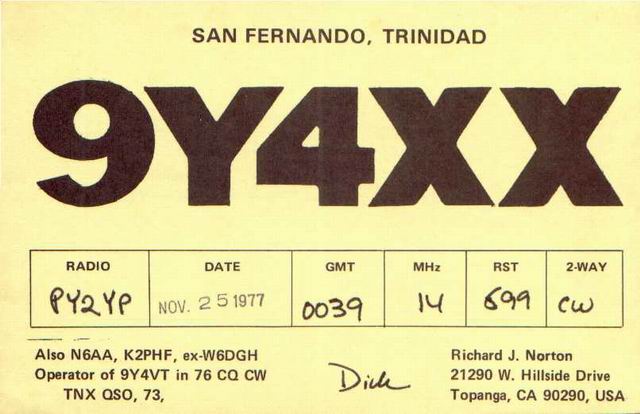 SAN FERNANDO, TRINIDAD
9Y4XX
RADIO DATE GMT MHz RST 2-WAY
PY2YP NOV. 25 1977 0039 14 599 CW
Also N6AA, K2PHF, ex-W6DGH
Operator of 9Y4VT in 76 CQ CW
TNX QSO, 73,
Dick
Richard J. Norton
21290 W. Hillside Drive
Topanga, CA 90290, USA